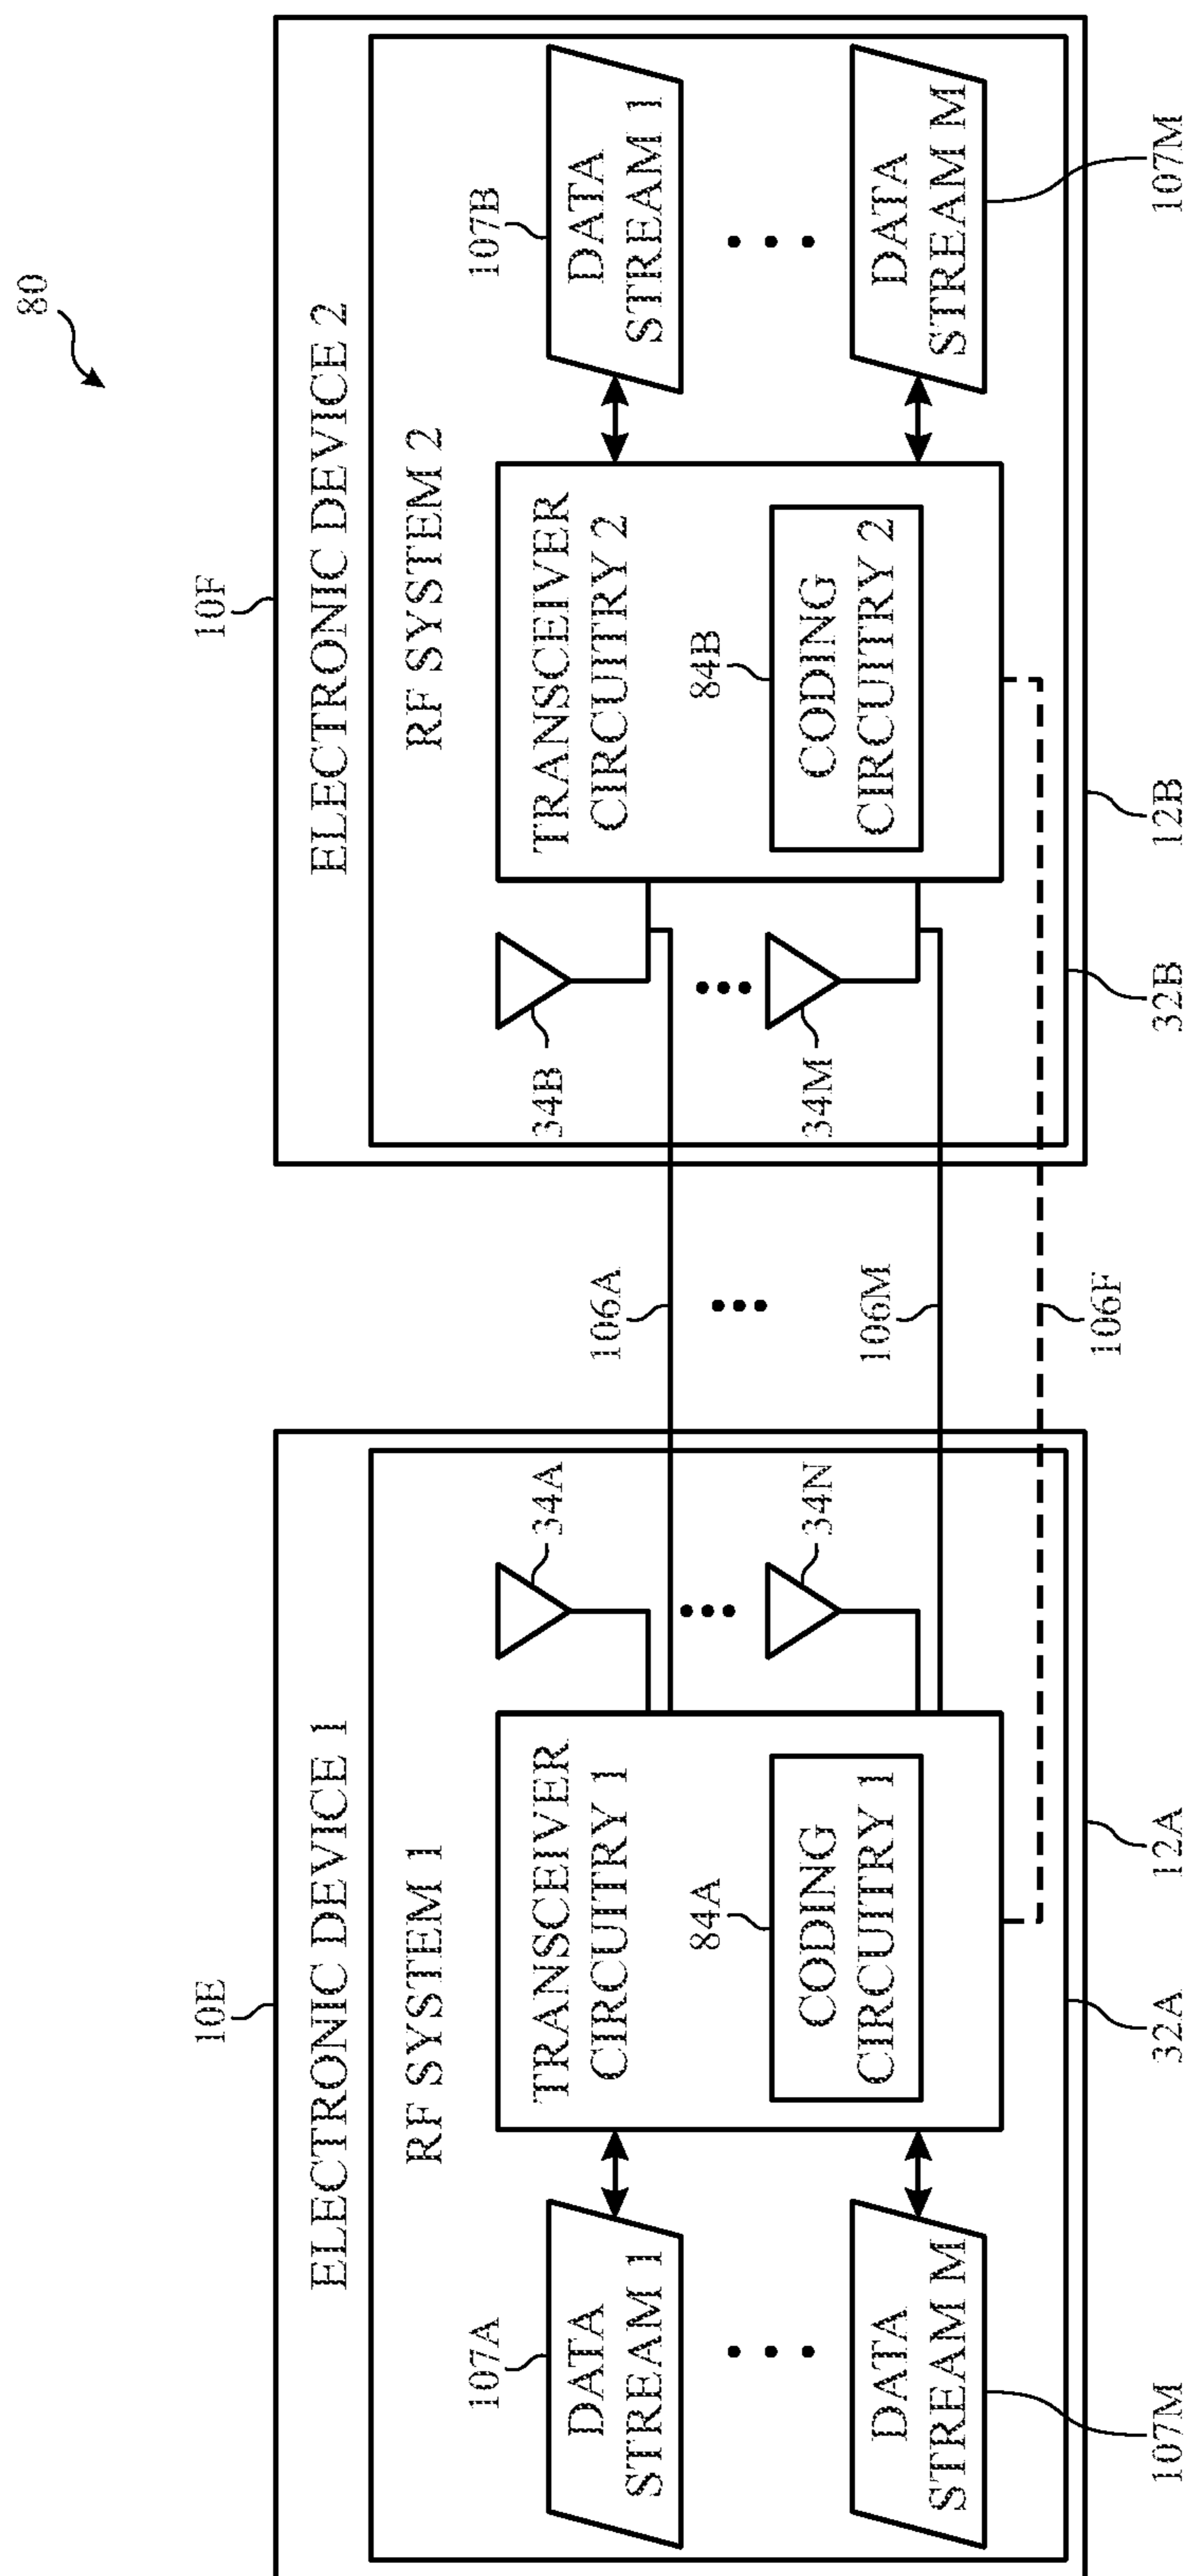 80
10E
ELECTRONIC DEVICE 1
RF SYSTEM 1
107A
DATA
STREAM 1
DATA
STREAM M
107M
TRANSCEIVER
CIRCUITRY 1
84A
CODING
CIRCUITRY 1
34A
34N
32A
12A
106A
106M
106F
10F
ELECTRONIC DEVICE 2
RF SYSTEM 2
34B
34M
TRANSCEIVER
CIRCUITRY 2
84B
CODING
CIRCUITRY 2
107B
DATA
STREAM 1
DATA
STREAM M
107M
32B
12B